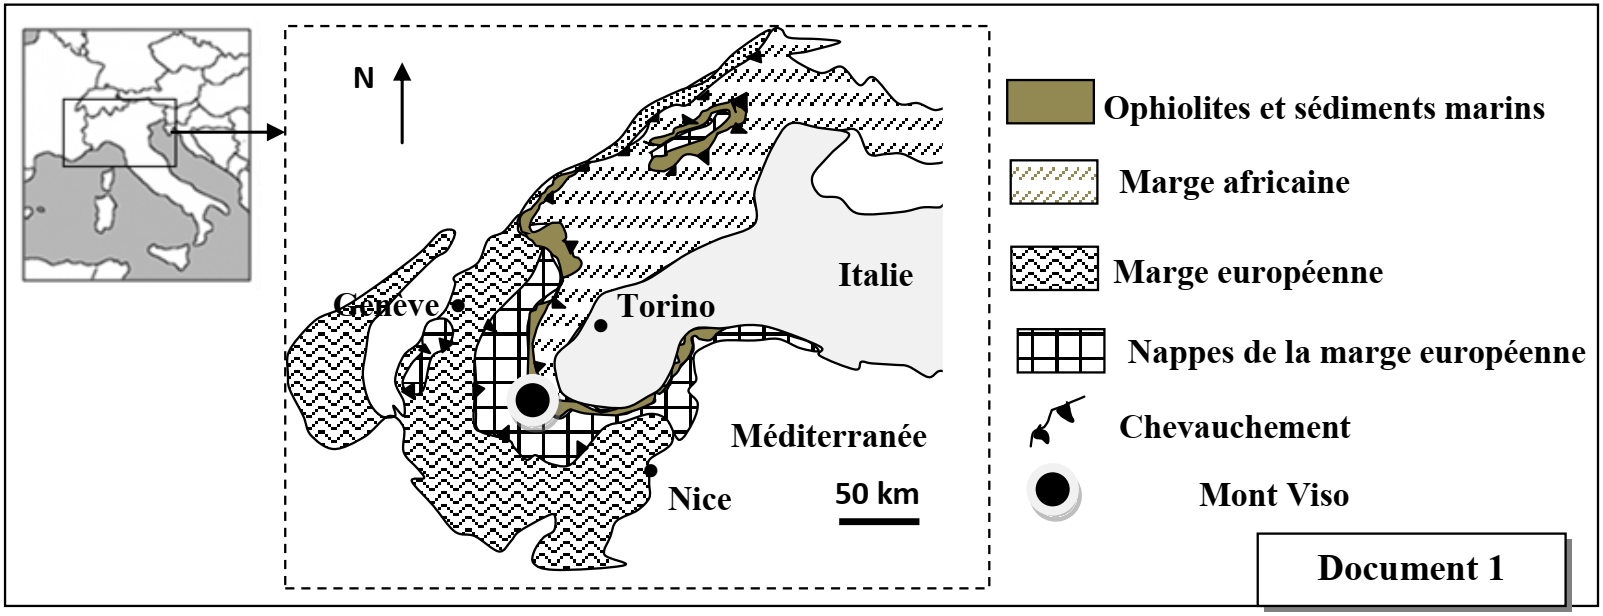 N
Genève
Torino
Italie
Méditerranée
Nice
50 km
Ophiolites et sédiments marins
Marge africaine
Marge européenne
Nappes de la marge européenne
Chevauchement
Mont Viso
Document 1